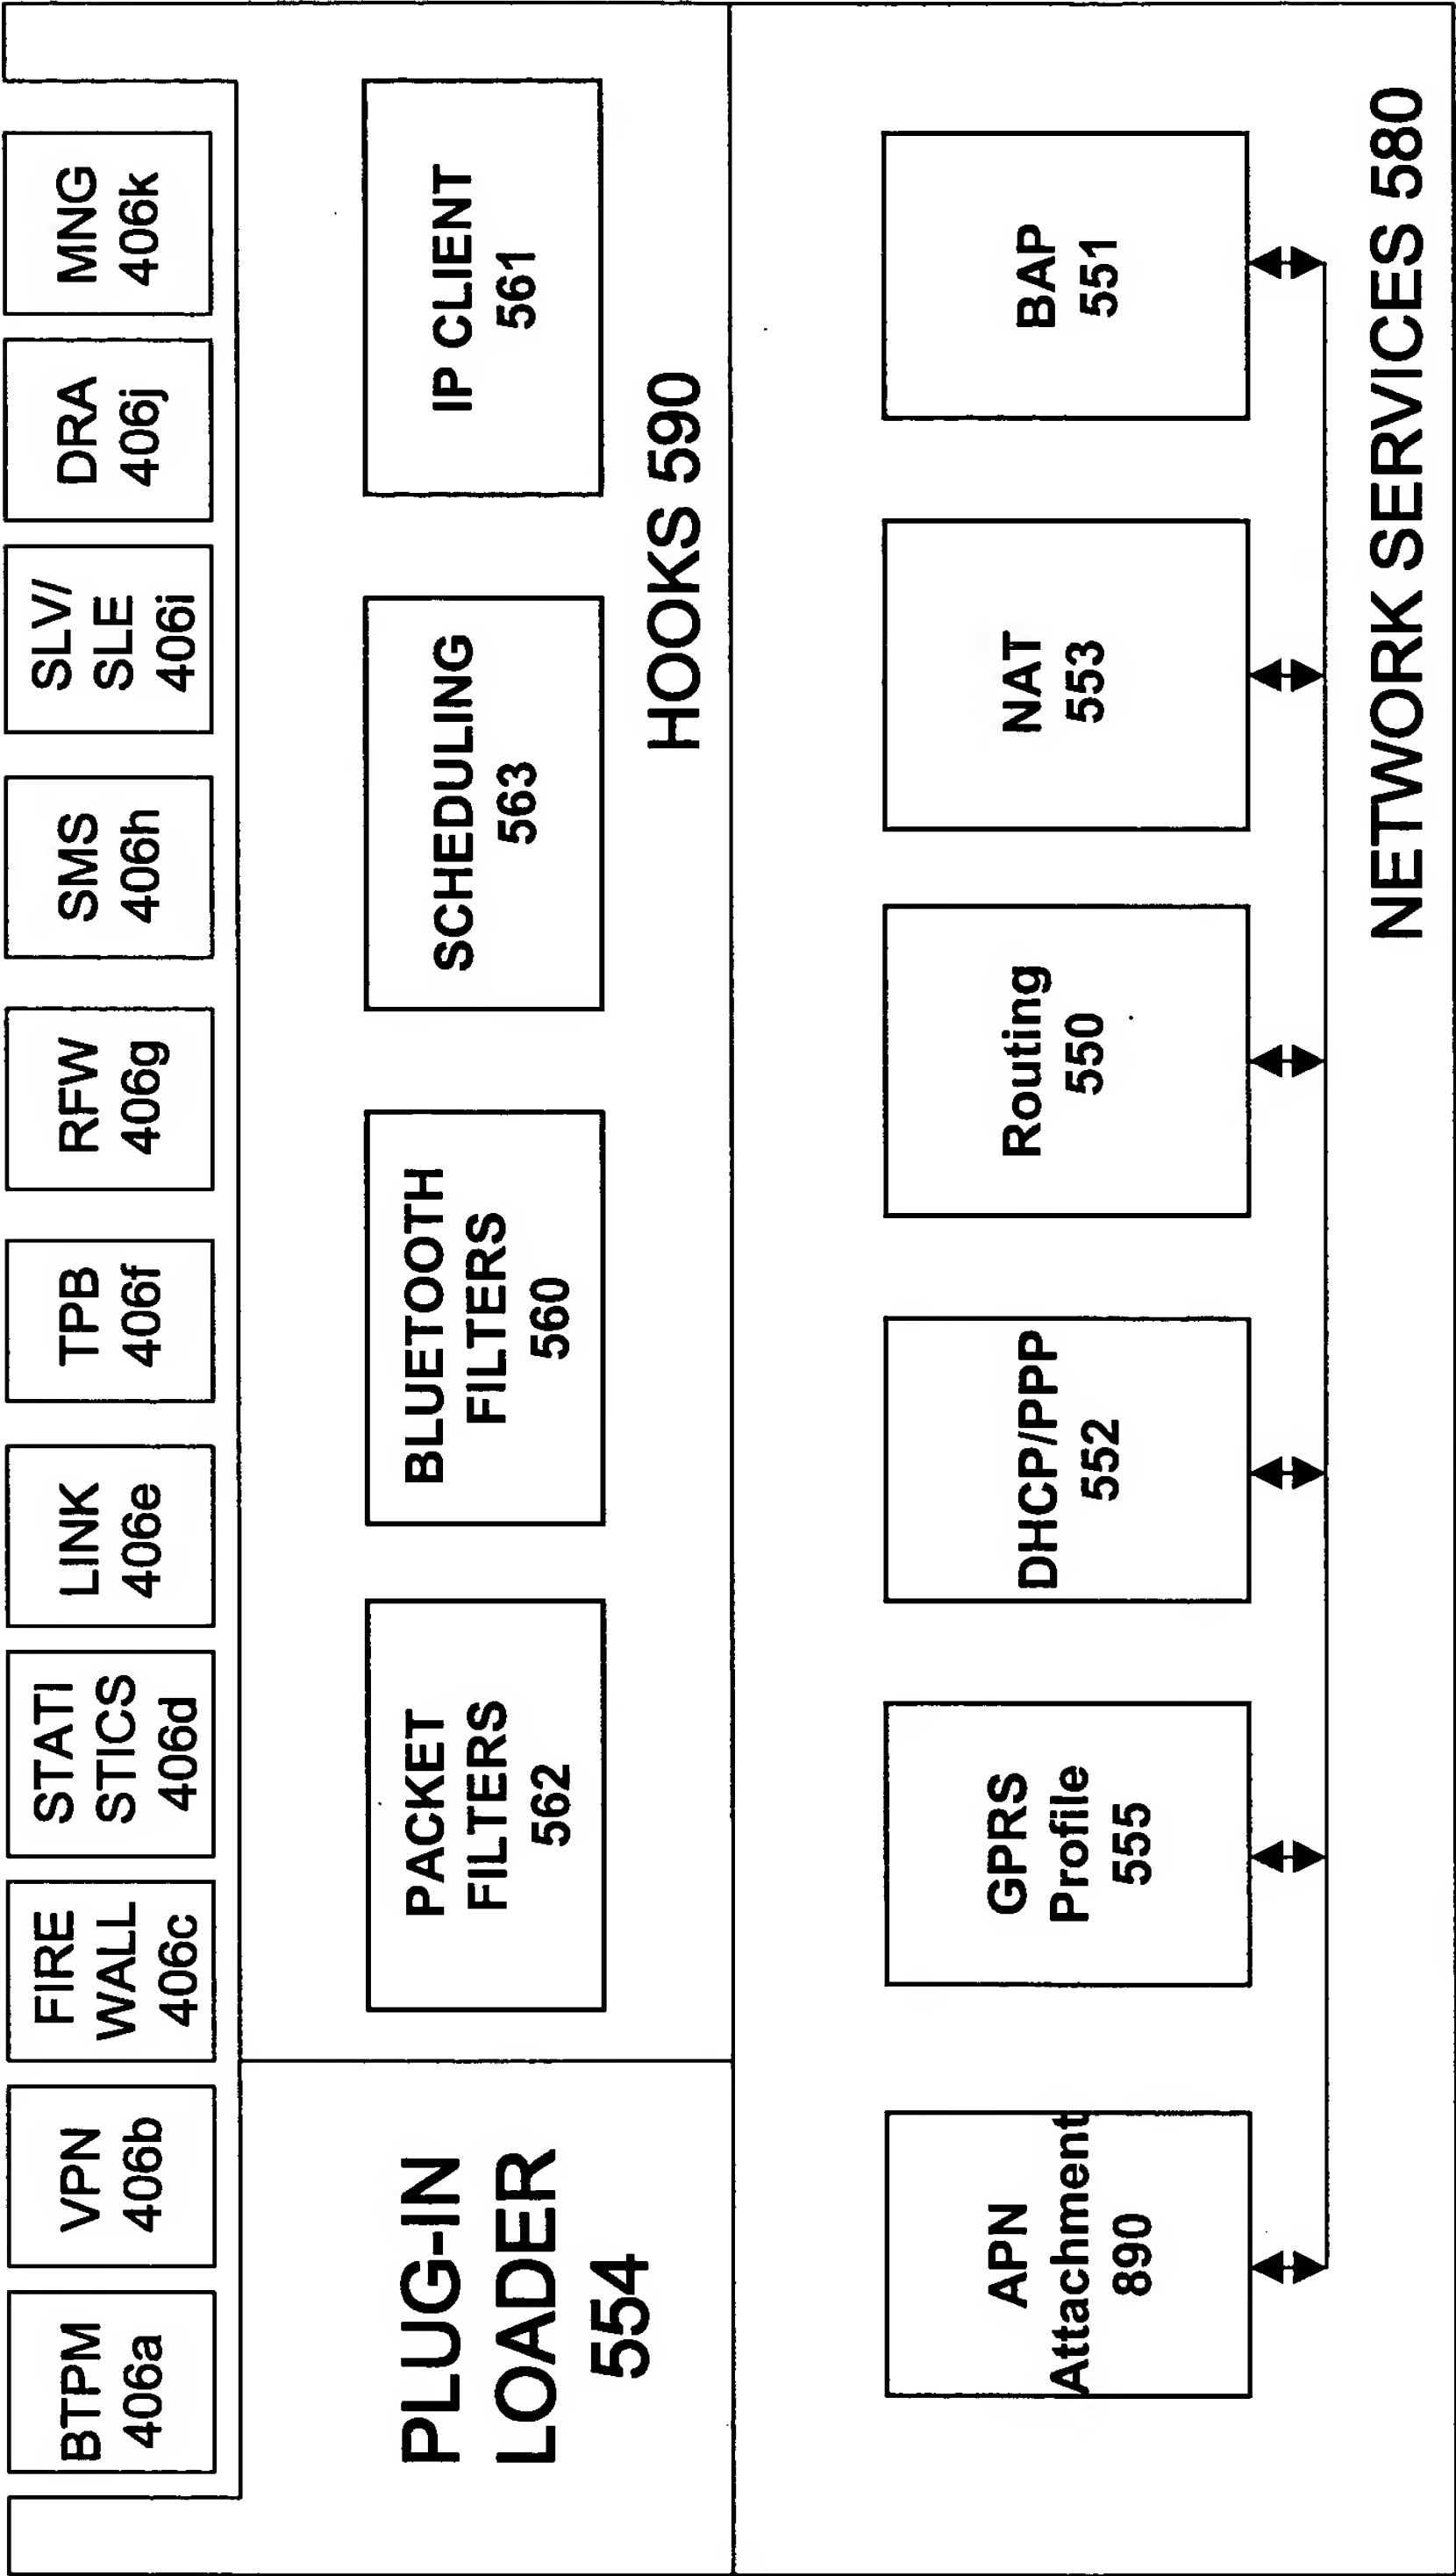 BTPM
406a
VPN
406b
FIRE
WALL
406c
STATI
STICS
406d
LINK
406e
TPB
406f
RFW
406g
SMS
406h
SLV/
SLE
406i
DRA
406j
MNG
406k
PLUG-IN
LOADER
554
PACKET
FILTERS
562
BLUETOOTH
FILTERS
560
SCHEDULING
563
IP CLIENT
561
HOOKS 590
APN
Attachment
890
GPRS
Profile
555
DHCP/PPP
552
Routing
550
NAT
553
BAP
551
NETWORK SERVICES 580